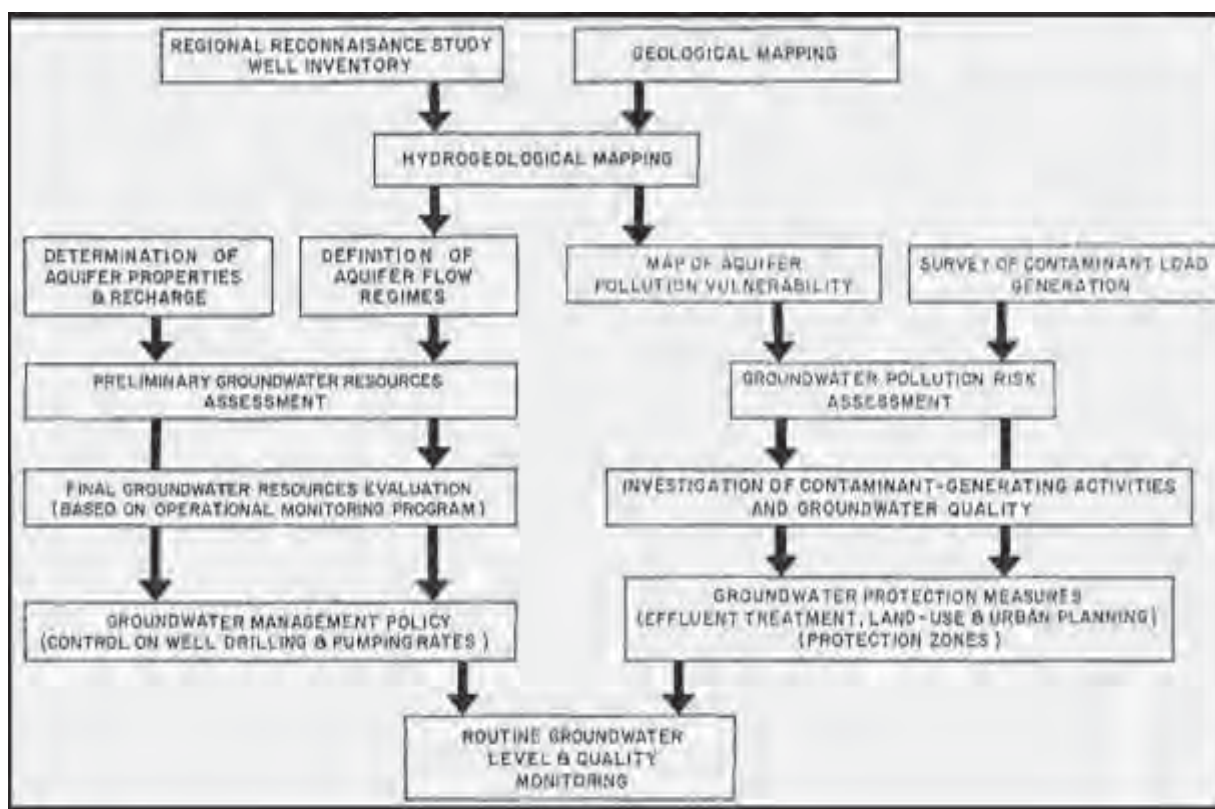 REGIONAL RECONNAISANCE STUDY
WELL INVENTORY
GEOLOGICAL MAPPING
HYDROGEOLOGICAL MAPPING
DETERMINATION OF
AQUIFER PROPERTIES
& RECHARGE
DEFINITION OF
AQUIFER FLOW
REGIMES
MAP OF AQUIFER
POLLUTION VULNERABILITY
SURVEY OF CONTAMINANT LOAD
GENERATION
PRELIMINARY GROUNDWATER RESOURCES
ASSESSMENT
GROUNDWATER POLLUTION RISK
ASSESSMENT
FINAL GROUNDWATER RESOURCES EVALUATION
(BASED ON OPERATIONAL MONITORING PROGRAM)
INVESTIGATION OF CONTAMINANT-GENERATING ACTIVITIES
AND GROUNDWATER QUALITY
GROUNDWATER MANAGEMENT POLICY
(CONTROL ON WELL DRILLING & PUMPING RATES)
GROUNDWATER PROTECTION MEASURES
(EFFLUENT TREATMENT, LAND-USE & URBAN PLANNING)
(PROTECTION ZONES)
ROUTINE GROUNDWATER
LEVEL & QUALITY
MONITORING